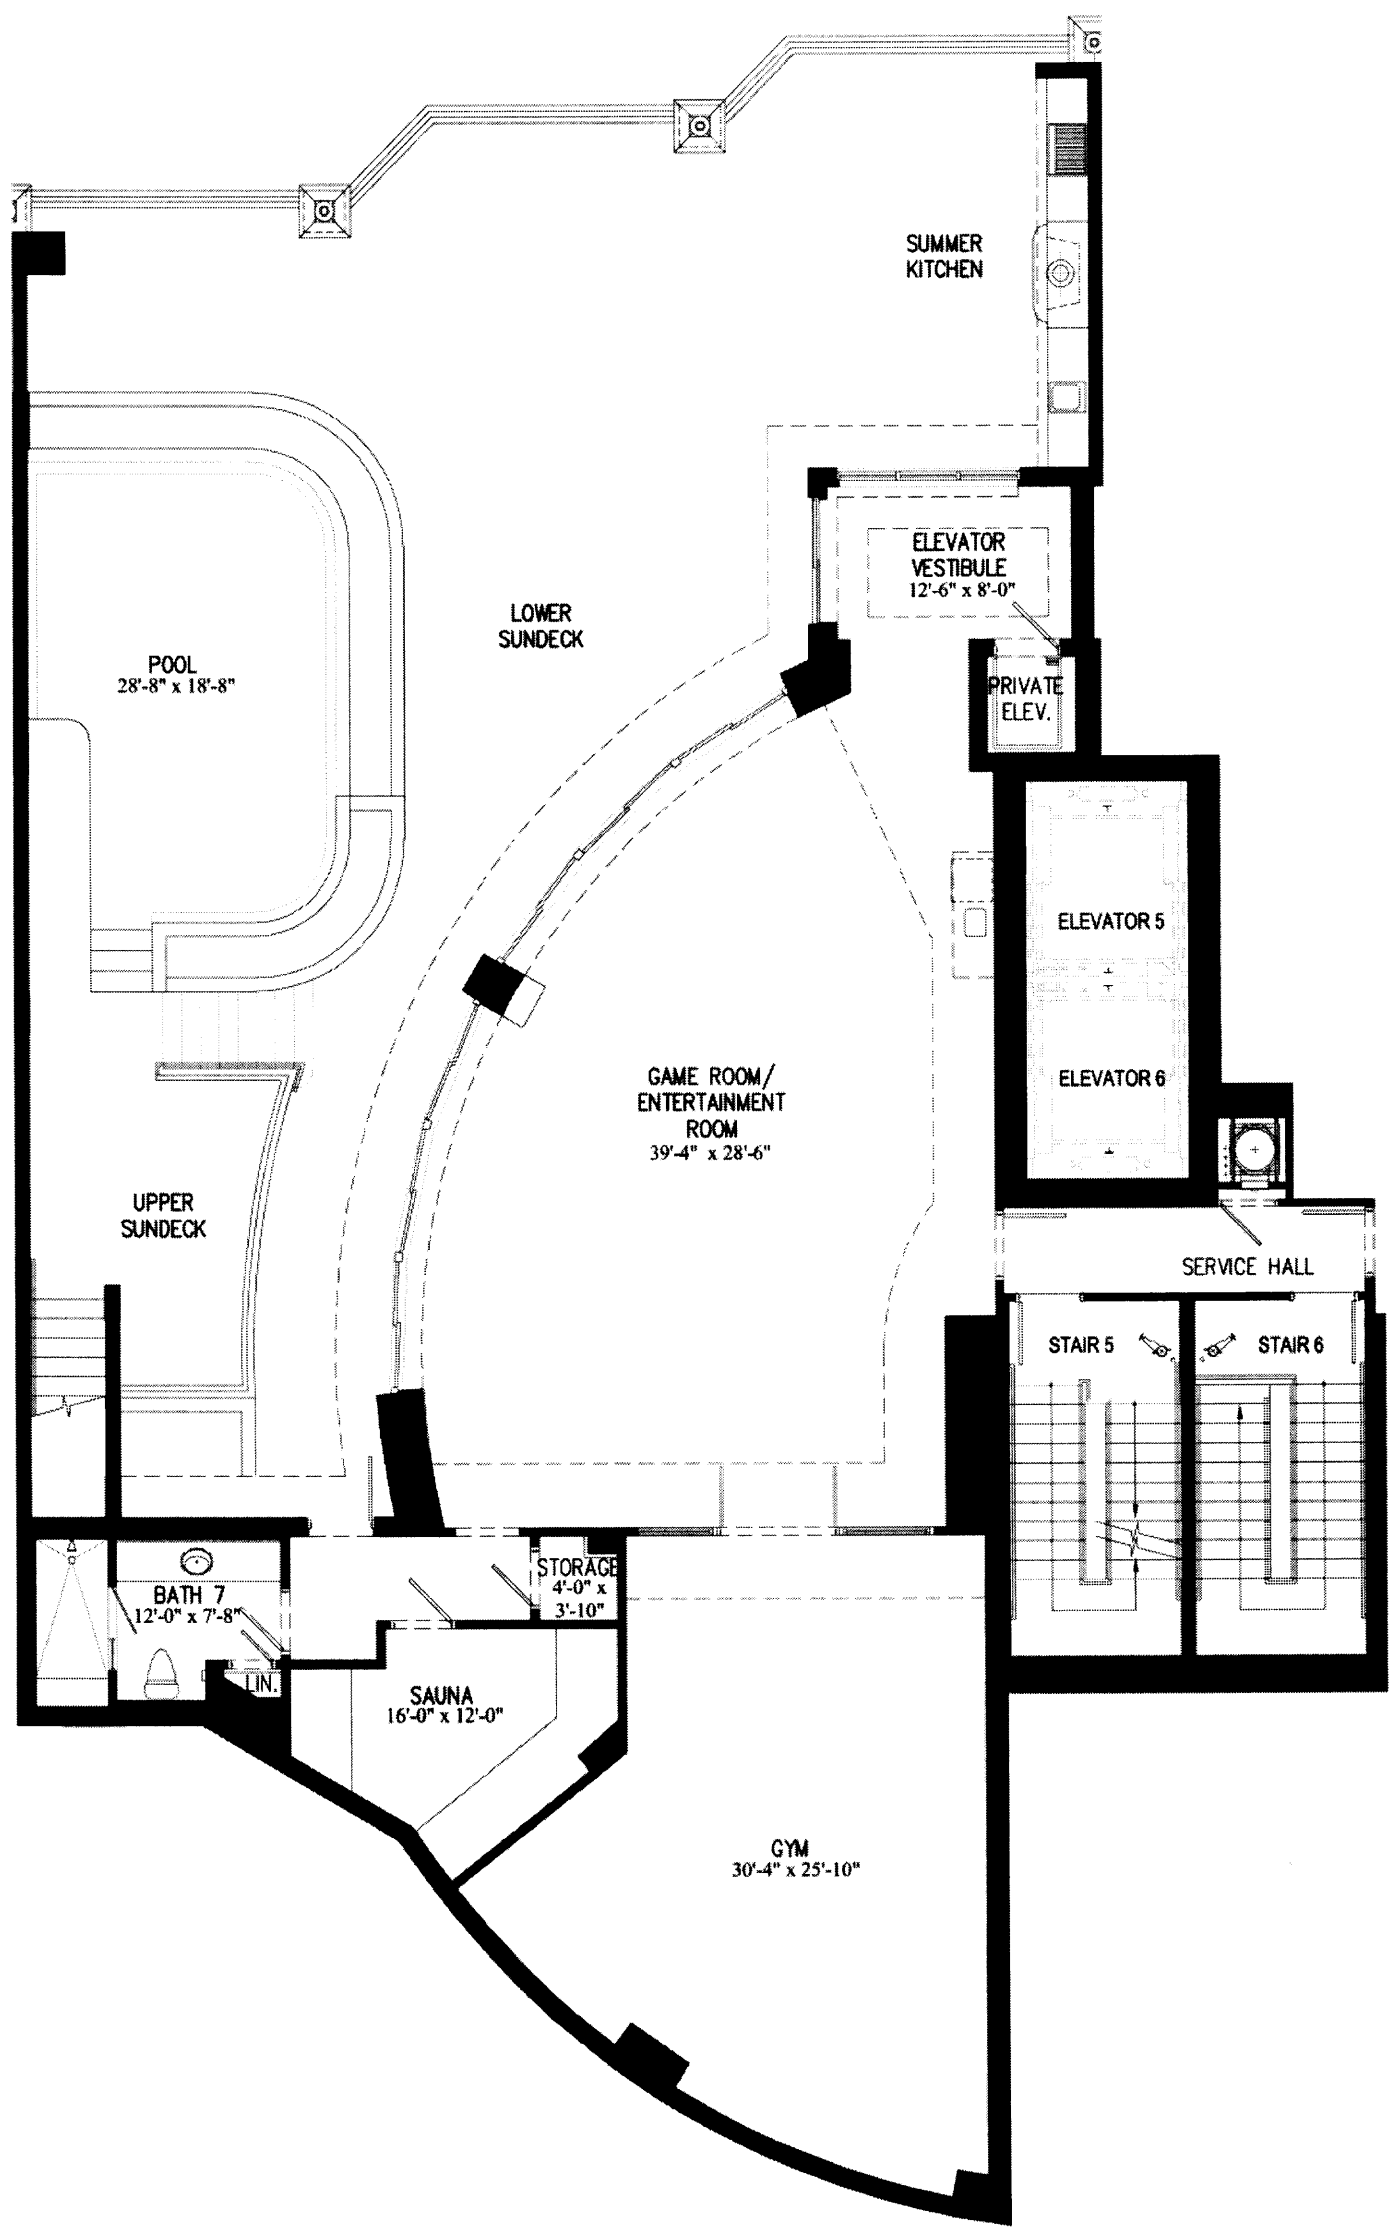 SUMMER
KITCHEN
ELEVATOR
VESTIBULE
12'-6" x 8'-0"
LOWER
SUNDECK
POOL
28'-8" x 18'-8"
PRIVATE
ELEV.
ELEVATOR 5
GAME ROOM/
ENTERTAINMENT
ROOM
39'-4" x 28'-6"
ELEVATOR 6
UPPER
SUNDECK
SERVICE HALL
STAIR 5
STAIR 6
STORAGE
4'-0" x
3'-10"
BATH 7
12'-0" x 7'-8"
LIN.
SAUNA
16'-0" x 12'-0"
GYM
30'-4" x 25'-10"